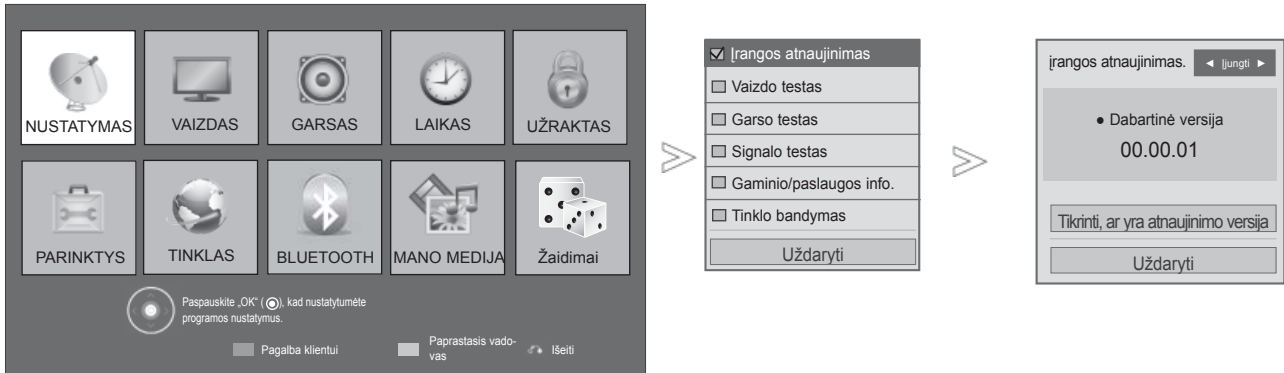 NUSTATYMAS VAIZDAS GARSAS LAIKAS UŽRAKTAS
PARINKTYS TINKLAS BLUETOOTH MANO MEDIJA Žaidimai
Paspauskite „OK“ (◉), kad nustatytumėte
programos nustatymus.
Pagalba klientui
Paprastasis vado-
vas
Išeiti
Įrangos atnaujinimas
Vaizdo testas
Garso testas
Signalo testas
Gaminio/paslaugos info.
Tinklo bandymas
Uždaryti
įrangos atnaujinimas. ◄ Įjungti ►
● Dabartinė versija
00.00.01
Tikrinti, ar yra atnaujinimo versija
Uždaryti